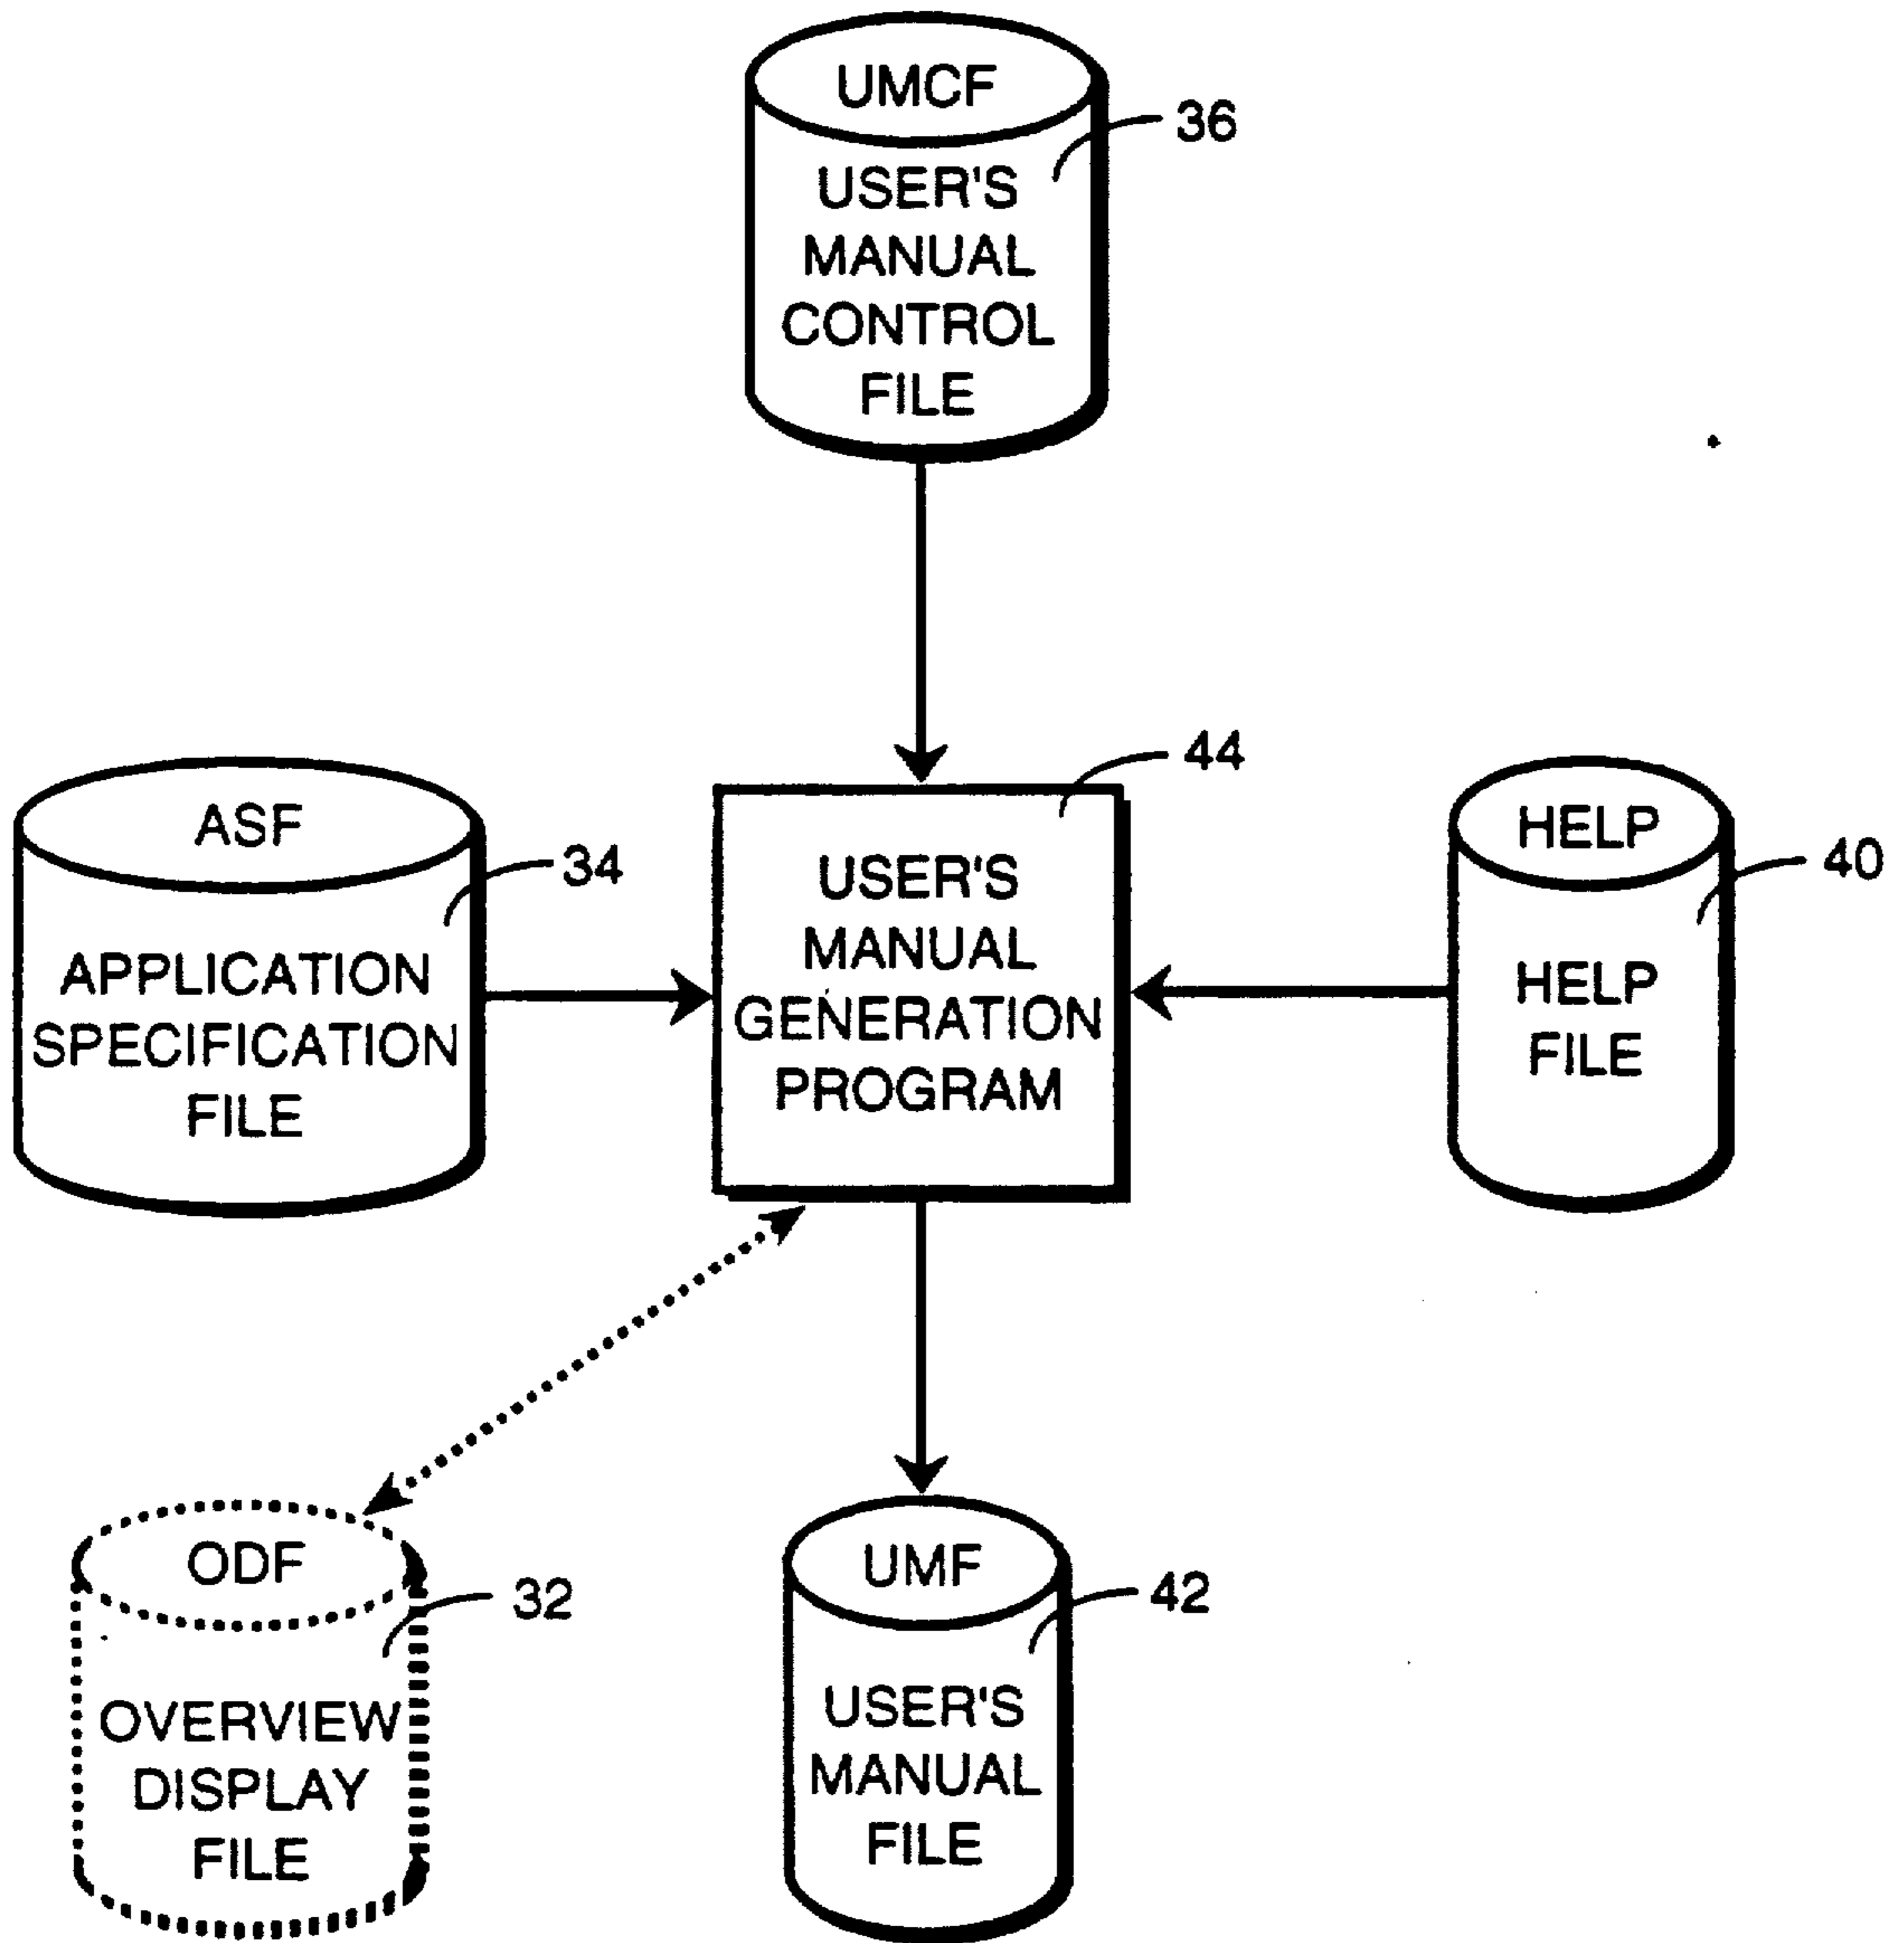 UMCF
36
USER'S
MANUAL
CONTROL
FILE
ASF
34
APPLICATION
SPECIFICATION
FILE
44
USER'S
MANUAL
GENERATION
PROGRAM
HELP
40
HELP
FILE
ODF
32
OVERVIEW
DISPLAY
FILE
UMF
42
USER'S
MANUAL
FILE